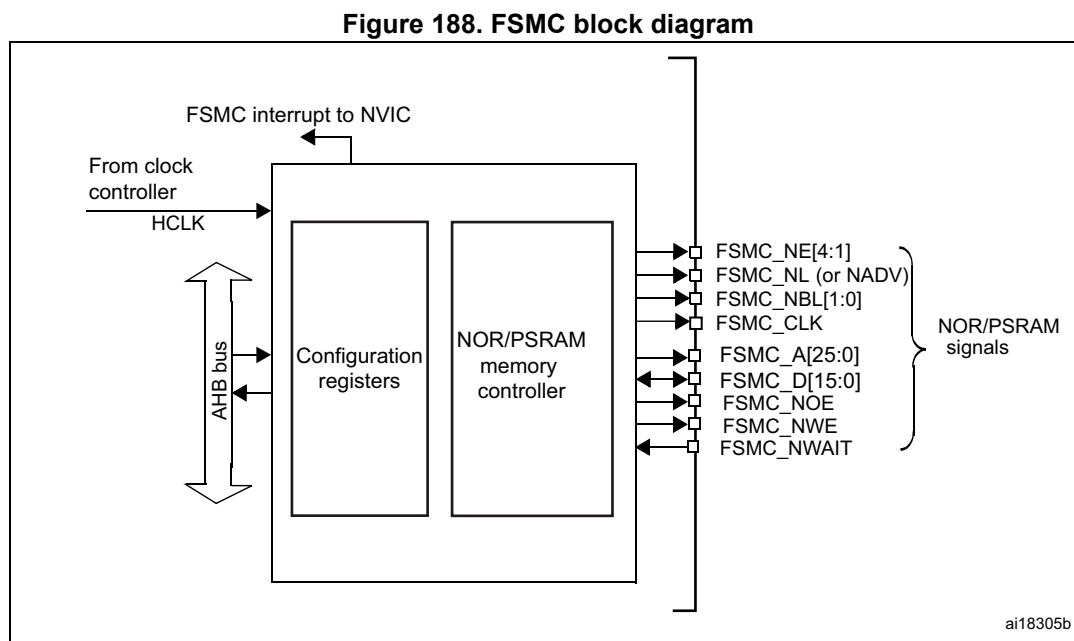 Figure 188. FSMC block diagram
FSMC interrupt to NVIC
From clock
controller
HCLK
AHB bus
Configuration
registers
NOR/PSRAM
memory
controller
FSMC_NE[4:1]
FSMC_NL (or NADV)
FSMC_NBL[1:0]
FSMC_CLK
FSMC_A[25:0]
FSMC_D[15:0]
FSMC_NOE
FSMC_NWE
FSMC_NWAIT
NOR/PSRAM
signals
ai18305b